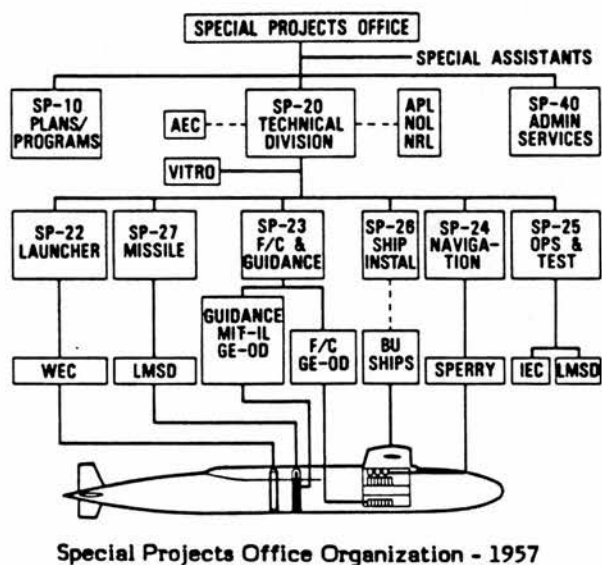 SPECIAL PROJECTS OFFICE
SPECIAL ASSISTANTS
SP-10
PLANS/
PROGRAMS
AEC
SP-20
TECHNICAL
DIVISION
APL
NOL
NRL
SP-40
ADMIN
SERVICES
VITRO
SP-22
LAUNCHER
SP-27
MISSILE
SP-23
F/C &
GUIDANCE
SP-26
SHIP
INSTAL
SP-24
NAVIGA-
TION
SP-25
OPS &
TEST
GUIDANCE
MIT-IL
GE-OD
F/C
GE-OD
BU
SHIPS
WEC
LMSD
SPERRY
IEC
LMSD
Special Projects Office Organization - 1957